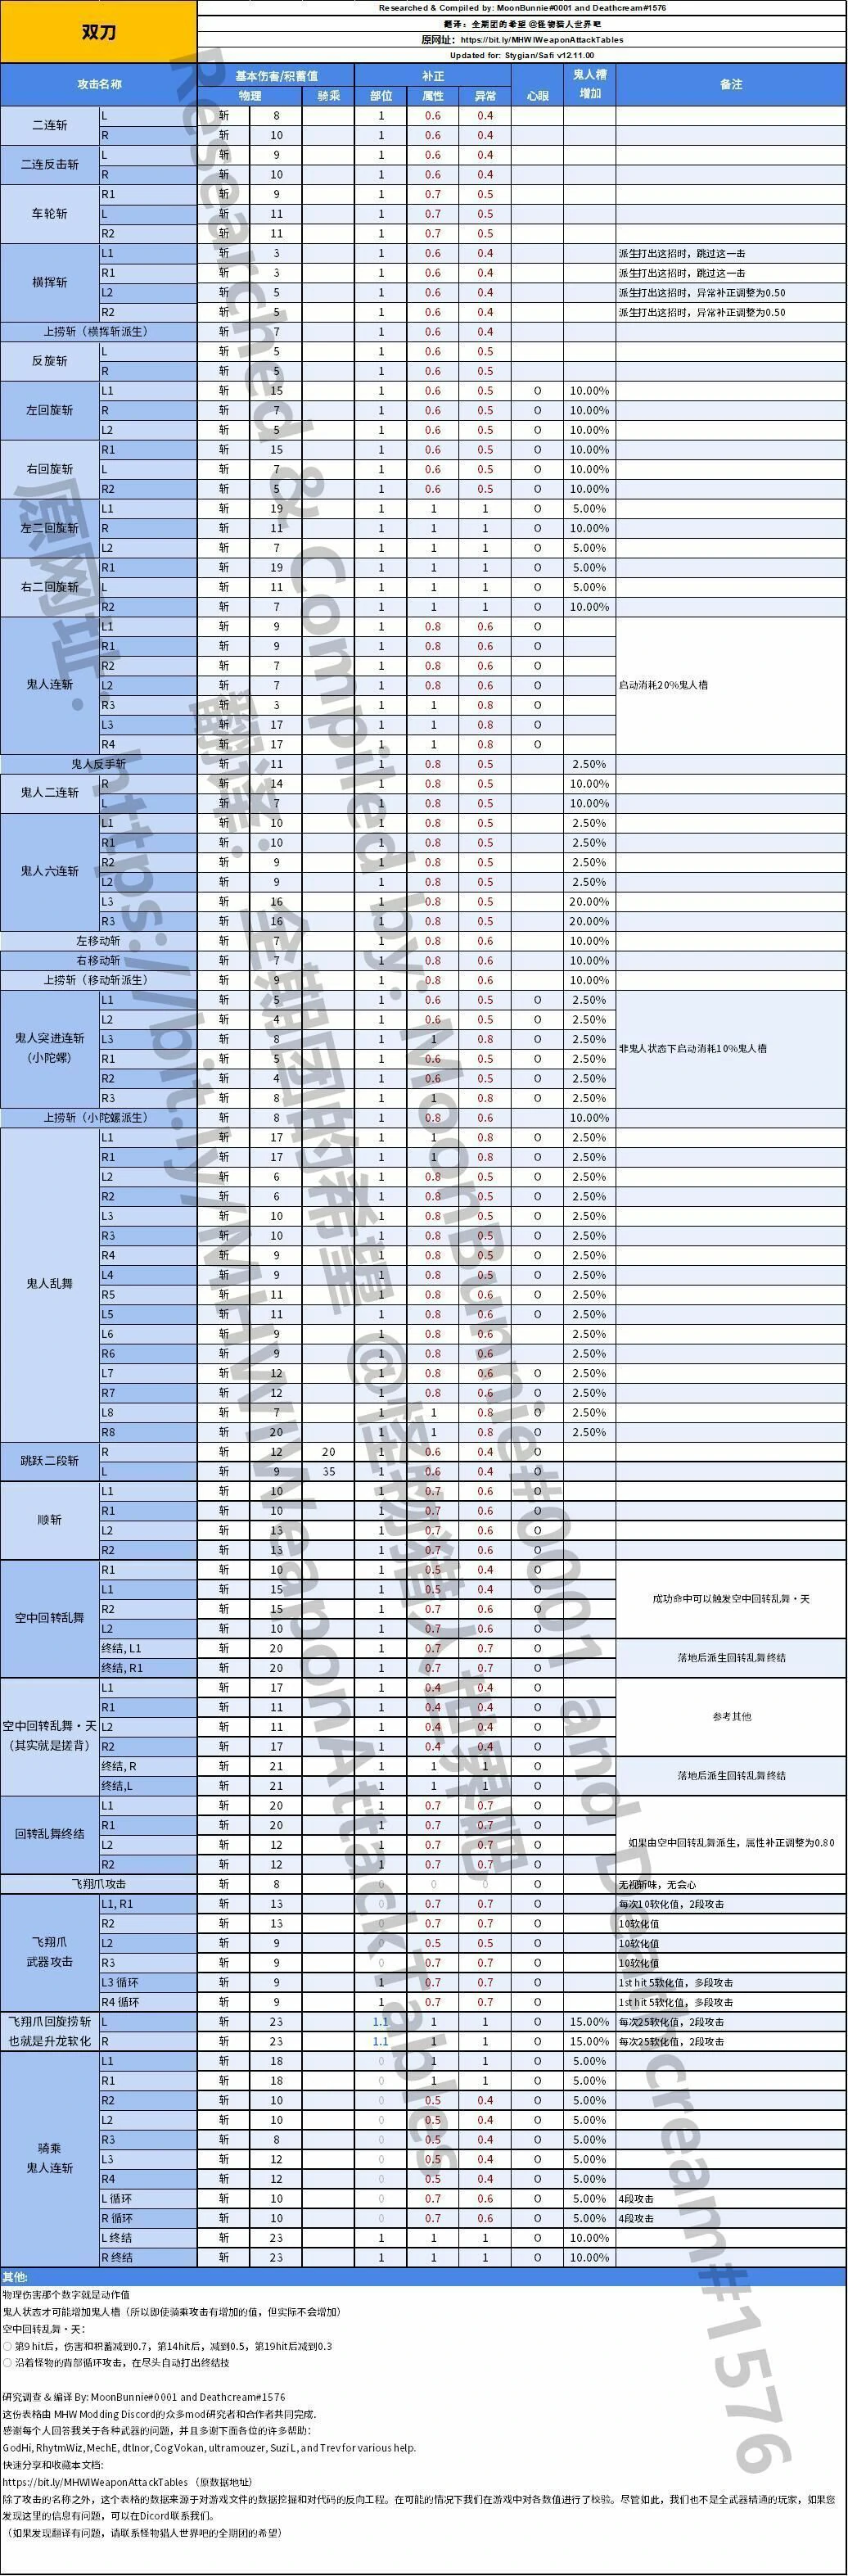 双刀
Researched & Compiled by: MoonBunnie#0001 and Deathcream#1576
翻译：全期团的希望 @怪物猎人世界吧
原网址：https://bit.ly/MHWIWeaponAttackTables
Updated for: Stygian/Safi v12.11.00
攻击名称 基本伤害/积蓄值 补正 心眼 鬼人槽增加 备注
物理 骑乘 部位 属性 异常
二连斩 L 斩 8 1 0.6 0.4
R 斩 10 1 0.6 0.4
二连反击斩 L 斩 9 1 0.6 0.4
R 斩 10 1 0.6 0.4
车轮斩 R1 斩 9 1 0.7 0.5
L 斩 11 1 0.7 0.5
R2 斩 11 1 0.7 0.5
横挥斩 L1 斩 3 1 0.6 0.4 派生打出这招时，跳过这一击
R1 斩 3 1 0.6 0.4 派生打出这招时，跳过这一击
L2 斩 5 1 0.6 0.4 派生打出这招时，异常补正调整为0.50
R2 斩 5 1 0.6 0.4 派生打出这招时，异常补正调整为0.50
上捞斩（横挥斩派生） 斩 7 1 0.6 0.4
反旋斩 L 斩 5 1 0.6 0.5
R 斩 5 1 0.6 0.5
左回旋斩 L1 斩 15 1 0.6 0.5 O 10.00%
R 斩 7 1 0.6 0.5 O 10.00%
L2 斩 5 1 0.6 0.5 O 10.00%
右回旋斩 R1 斩 15 1 0.6 0.5 O 10.00%
L 斩 7 1 0.6 0.5 O 10.00%
R2 斩 5 1 0.6 0.5 O 10.00%
左二回旋斩 L1 斩 19 1 1 1 O 5.00%
R 斩 11 1 1 1 O 10.00%
L2 斩 7 1 1 1 O 5.00%
右二回旋斩 R1 斩 19 1 1 1 O 5.00%
L 斩 11 1 1 1 O 5.00%
R2 斩 7 1 1 1 O 10.00%
鬼人连斩 L1 斩 9 1 0.8 0.6 O 启动消耗20%鬼人槽
R1 斩 9 1 0.8 0.6 O
R2 斩 7 1 0.8 0.6 O
L2 斩 7 1 0.8 0.6 O
R3 斩 3 1 1 0.8 O
L3 斩 17 1 1 0.8 O
R4 斩 17 1 1 0.8 O
鬼人反手斩 斩 11 1 0.8 0.5 2.50%
鬼人二连斩 R 斩 14 1 0.8 0.5 10.00%
L 斩 7 1 0.8 0.5 10.00%
鬼人六连斩 L1 斩 10 1 0.8 0.5 2.50%
R1 斩 10 1 0.8 0.5 2.50%
R2 斩 9 1 0.8 0.5 2.50%
L2 斩 9 1 0.8 0.5 2.50%
L3 斩 16 1 0.8 0.5 20.00%
R3 斩 16 1 0.8 0.5 20.00%
左移动斩 斩 7 1 0.8 0.6 10.00%
右移动斩 斩 7 1 0.8 0.6 10.00%
上捞斩（移动斩派生） 斩 9 1 0.8 0.6 10.00%
鬼人突进连斩（小陀螺） L1 斩 5 1 0.6 0.5 O 2.50% 非鬼人状态下启动消耗10%鬼人槽
L2 斩 4 1 0.6 0.5 O 2.50%
L3 斩 8 1 1 0.8 O 2.50%
R1 斩 5 1 0.6 0.5 O 2.50%
R2 斩 4 1 0.6 0.5 O 2.50%
R3 斩 8 1 1 0.8 O 2.50%
上捞斩（小陀螺派生） 斩 8 1 0.8 0.6 10.00%
鬼人乱舞 L1 斩 17 1 1 0.8 O 2.50%
R1 斩 17 1 1 0.8 O 2.50%
L2 斩 6 1 0.8 0.5 O 2.50%
R2 斩 6 1 0.8 0.5 O 2.50%
L3 斩 10 1 0.8 0.5 O 2.50%
R3 斩 10 1 0.8 0.5 O 2.50%
R4 斩 9 1 0.8 0.5 O 2.50%
L4 斩 9 1 0.8 0.5 O 2.50%
R5 斩 11 1 0.8 0.6 O 2.50%
L5 斩 11 1 0.8 0.6 O 2.50%
L6 斩 9 1 0.8 0.6 2.50%
R6 斩 9 1 0.8 0.6 2.50%
L7 斩 12 1 0.8 0.6 O 2.50%
R7 斩 12 1 0.8 0.6 O 2.50%
L8 斩 7 1 1 0.8 O 2.50%
R8 斩 20 1 1 0.8 O 2.50%
跳跃二段斩 R 斩 12 20 1 0.6 0.4 O
L 斩 9 35 1 0.6 0.4 O
顺斩 L1 斩 10 1 0.7 0.6 O
R1 斩 10 1 0.7 0.6 O
L2 斩 13 1 0.7 0.6 O
R2 斩 13 1 0.7 0.6 O
空中回转乱舞 R1 斩 10 1 0.5 0.4 O 成功命中可以触发空中回转乱舞・天
L1 斩 15 1 0.5 0.4 O
R2 斩 15 1 0.7 0.6 O
L2 斩 10 1 0.7 0.6 O
终结, L1 斩 20 1 0.7 0.7 O 落地后派生回转乱舞终结
终结, R1 斩 20 1 0.7 0.7 O
空中回转乱舞・天（其实就是搓背） L1 斩 17 1 0.4 0.4 O 参考其他
R1 斩 11 1 0.4 0.4 O
L2 斩 11 1 0.4 0.4 O
R2 斩 17 1 0.4 0.4 O
终结, R 斩 21 1 1 1 O 落地后派生回转乱舞终结
终结,L 斩 21 1 1 1 O
回转乱舞终结 L1 斩 20 1 0.7 0.7 O 如果由空中回转乱舞派生，属性补正调整为0.80
R1 斩 20 1 0.7 0.7 O
L2 斩 12 1 0.7 0.7 O
R2 斩 12 1 0.7 0.7 O
飞翔爪攻击 斩 8 0 0 0 O 无视斩味，无会心
飞翔爪武器攻击 L1, R1 斩 13 0 0.7 0.7 O 每次10软化值，2段攻击
R2 斩 13 0 0.7 0.7 O 10软化值
L2 斩 9 0 0.5 0.5 O 10软化值
R3 斩 9 0 0.7 0.7 O 10软化值
L3 循环 斩 9 1 0.7 0.7 O 1st hit 5软化值，多段攻击
R4 循环 斩 9 1 0.7 0.7 O 1st hit 5软化值，多段攻击
飞翔爪回旋捞斩也就是升龙软化 L 斩 23 1.1 1 1 O 15.00% 每次25软化值，2段攻击
R 斩 23 1.1 1 1 O 15.00% 每次25软化值，2段攻击
骑乘鬼人连斩 L1 斩 18 0 1 1 O 5.00%
R1 斩 18 0 1 1 O 5.00%
R2 斩 10 0 0.5 0.4 O 5.00%
L2 斩 10 0 0.5 0.4 O 5.00%
R3 斩 8 0 0.5 0.4 O 5.00%
L3 斩 12 0 0.5 0.4 O 5.00%
R4 斩 12 0 0.5 0.4 O 5.00%
L 循环 斩 10 0 0.7 0.6 O 5.00% 4段攻击
R 循环 斩 10 0 0.7 0.6 O 5.00% 4段攻击
L 终结 斩 23 1 1 1 O 10.00%
R 终结 斩 23 1 1 1 O 10.00%
其他:
物理伤害那个数字就是动作值
鬼人状态才可能增加鬼人槽（所以即使骑乘攻击有增加的值，但实际不会增加）
空中回转乱舞・天：
○ 第9 hit后，伤害和积蓄减到0.7，第14hit后，减到0.5，第19hit后减到0.3
○ 沿着怪物的背部循环攻击，在尽头自动打出终结技
研究调查 & 编译 By: MoonBunnie#0001 and Deathcream#1576
这份表格由 MHW Modding Discord的众多mod研究者和合作者共同完成.
感谢每个人回答我关于各种武器的问题，并且多谢下面各位的许多帮助：
GodHi, RhytmWiz, MechE, dtlnor, Cog Vokan, ultramouzer, Suzi L, and Trev for various help.
快速分享和收藏本文档:
https://bit.ly/MHWIWeaponAttackTables （原数据地址）
除了攻击的名称之外，这个表格的数据来源于对游戏文件的数据挖掘和对代码的反向工程。在可能的情况下我们在游戏中对各数值进行了校验。尽管如此，我们也不是全武器精通的玩家，如果您
发现这里的信息有问题，可以在Dicord联系我们。
（如果发现翻译有问题，请联系怪物猎人世界吧的全期团的希望）
Researched & Compiled by: MoonBunnie#0001 and Deathcream#1576
翻译：全期团的希望 @怪物猎人世界吧
原网址：https://bit.ly/MHWIWeaponAttackTables